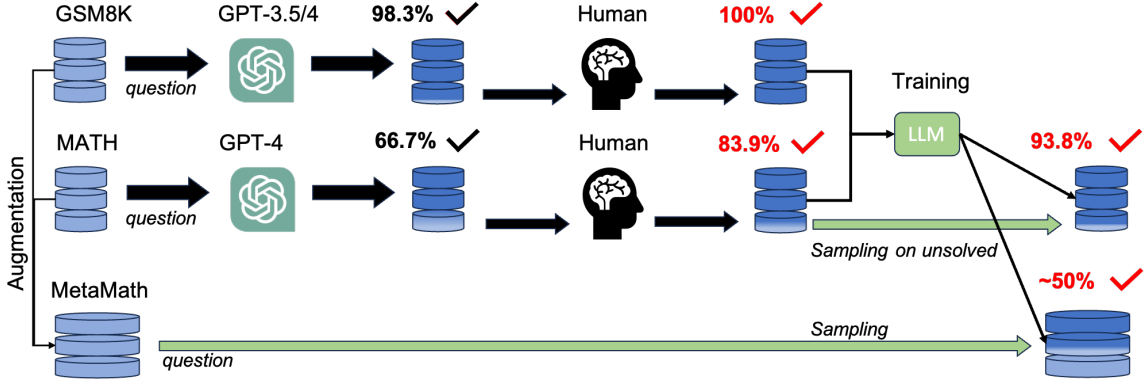 GSM8K
GPT-3.5/4
98.3%
Human
100%
question
Training
LLM
MATH
GPT-4
66.7%
Human
83.9%
93.8%
question
Sampling on unsolved
Augmentation
MetaMath
~50%
question
Sampling